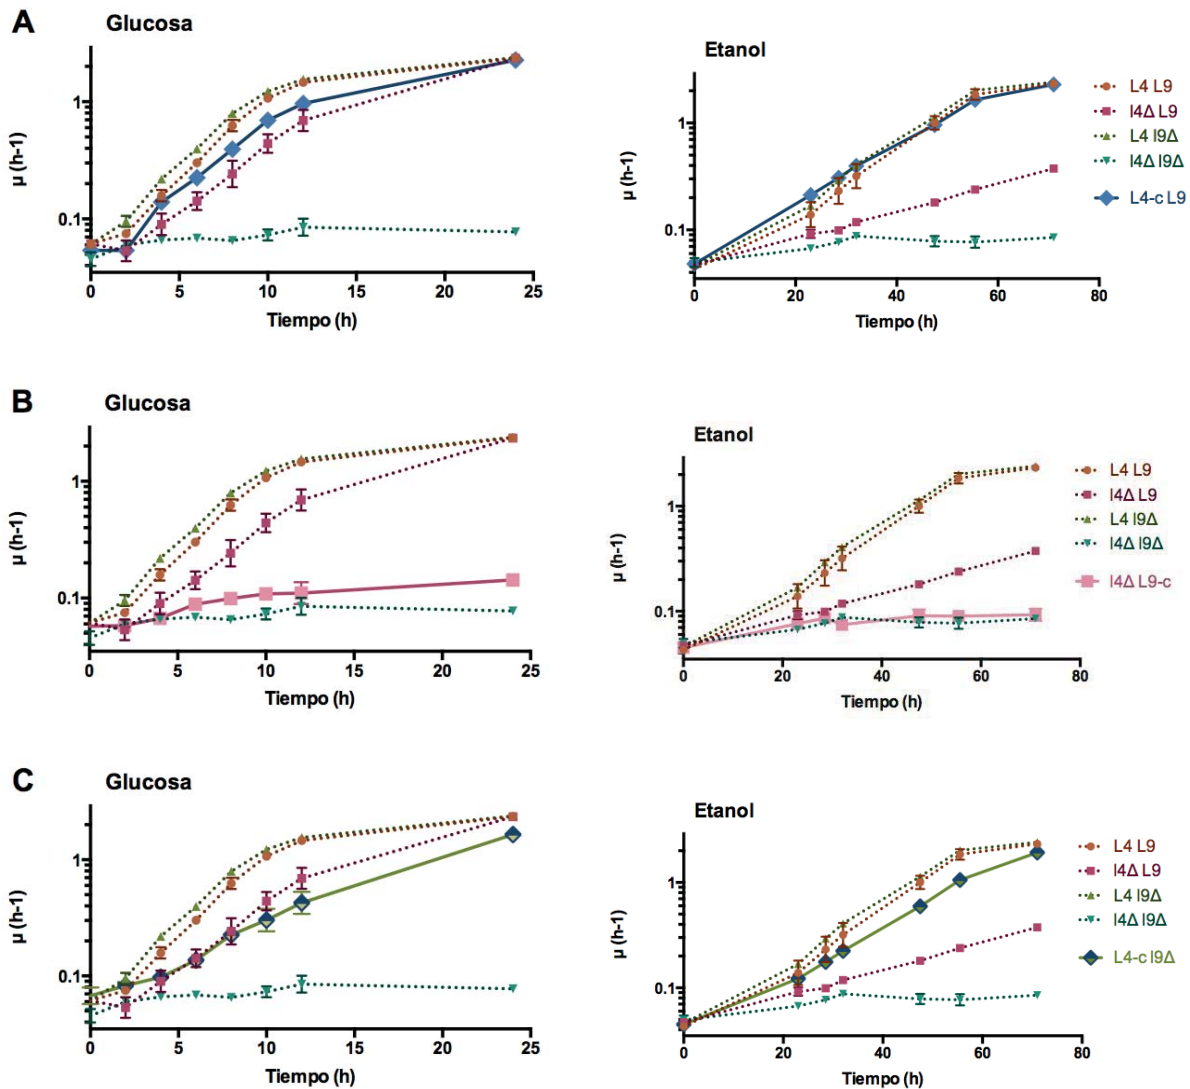 A
Glucosa
μ (h-1)
1
0.1
0 5 10 15 20 25
Tiempo (h)
Etanol
μ (h-1)
1
0.1
0 20 40 60 80
Tiempo (h)
L4 L9
l4Δ L9
L4 l9Δ
l4Δ l9Δ
L4-c L9
B
Glucosa
μ (h-1)
1
0.1
0 5 10 15 20 25
Tiempo (h)
Etanol
μ (h-1)
1
0.1
0 20 40 60 80
Tiempo (h)
L4 L9
l4Δ L9
L4 l9Δ
l4Δ l9Δ
l4Δ L9-c
C
Glucosa
μ (h-1)
1
0.1
0 5 10 15 20 25
Tiempo (h)
Etanol
μ (h-1)
1
0.1
0 20 40 60 80
Tiempo (h)
L4 L9
l4Δ L9
L4 l9Δ
l4Δ l9Δ
L4-c l9Δ